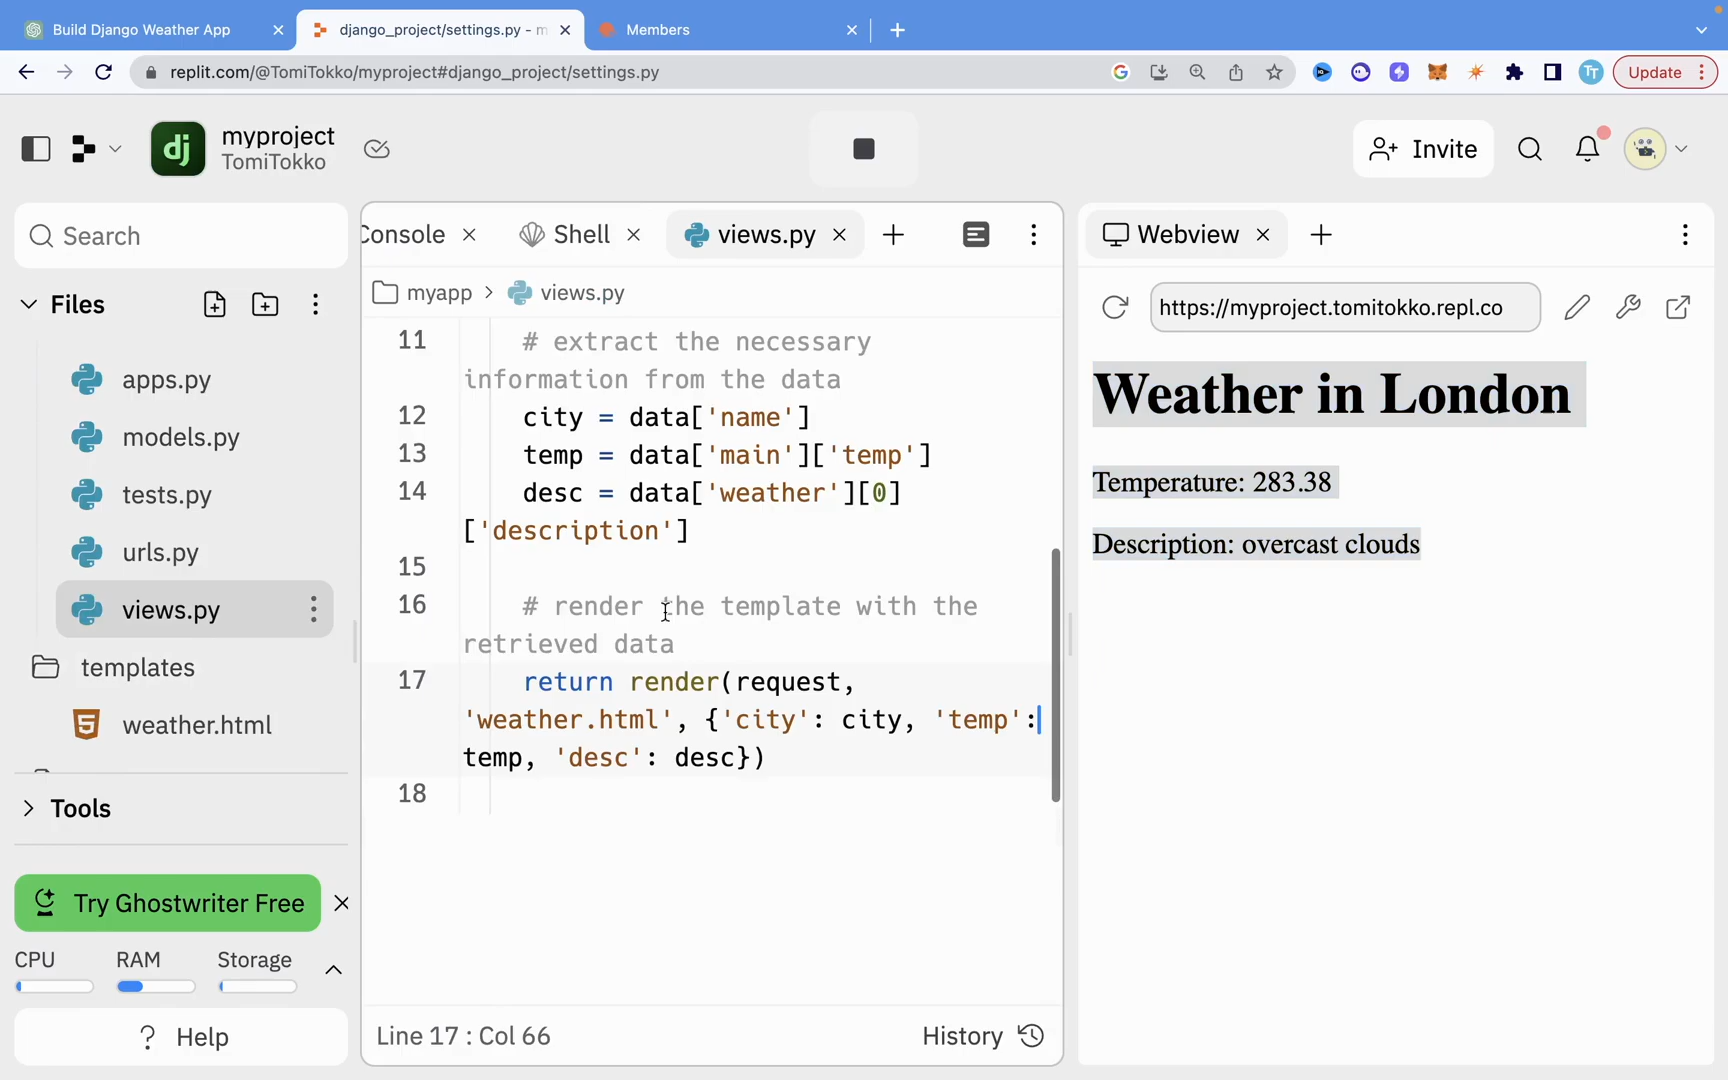 Build Django Weather App
django_project/settings.py - m
Members
replit.com/@TomiTokko/myproject#django_project/settings.py
TT
Update
dj
myproject
TomiTokko
Invite
Search
Files
apps.py
models.py
tests.py
urls.py
views.py
templates
weather.html
Tools
Try Ghostwriter Free
CPU RAM Storage
? Help
Console
Shell
views.py
myapp > views.py
11 # extract the necessary
information from the data
12 city = data['name']
13 temp = data['main']['temp']
14 desc = data['weather'][0]
['description']
15
16 # render the template with the
retrieved data
17 return render(request,
'weather.html', {'city': city, 'temp':
temp, 'desc': desc})
18
Line 17 : Col 66
History
Webview
https://myproject.tomitokko.repl.co
Weather in London
Temperature: 283.38
Description: overcast clouds